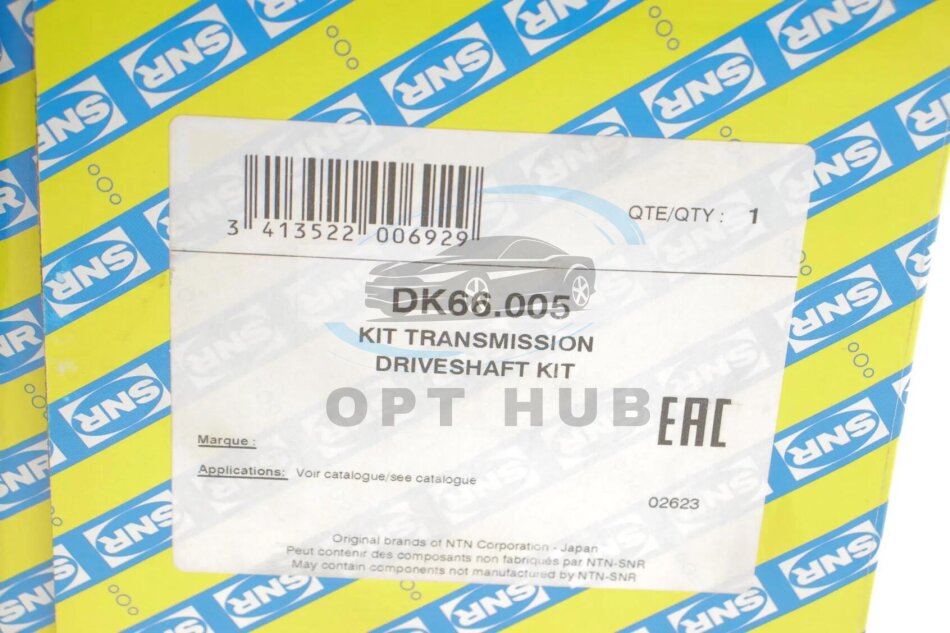 SNR
QTE/QTY : 1
3 413522 006929
DK66.005
KIT TRANSMISSION
DRIVESHAFT KIT
OPT HUB
EAC
Marque :
Applications: Voir catalogue/see catalogue
02623
Original brands of NTN Corporation - Japan
Peut contenir des composants non fabriqués par NTN-SNR
May contain components not manufactured by NTN-SNR